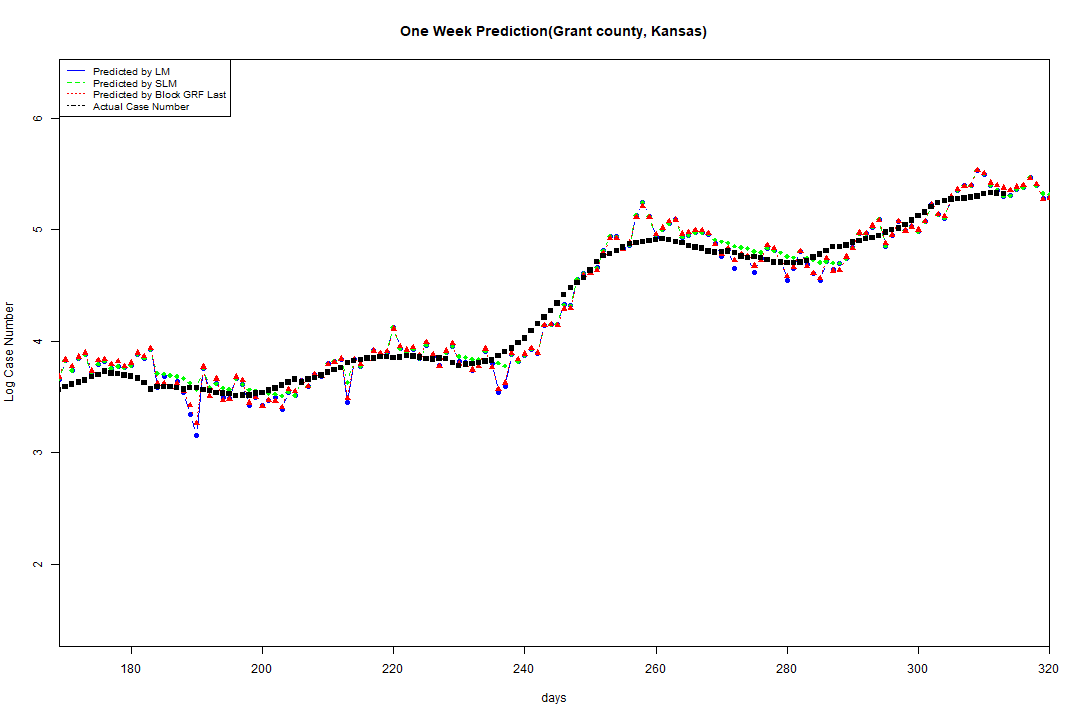 One Week Prediction(Grant county, Kansas)
Predicted by LM
Predicted by SLM
Predicted by Block GRF Last
Actual Case Number
6
5
4
3
2
Log Case Number
180 200 220 240 260 280 300 320
days